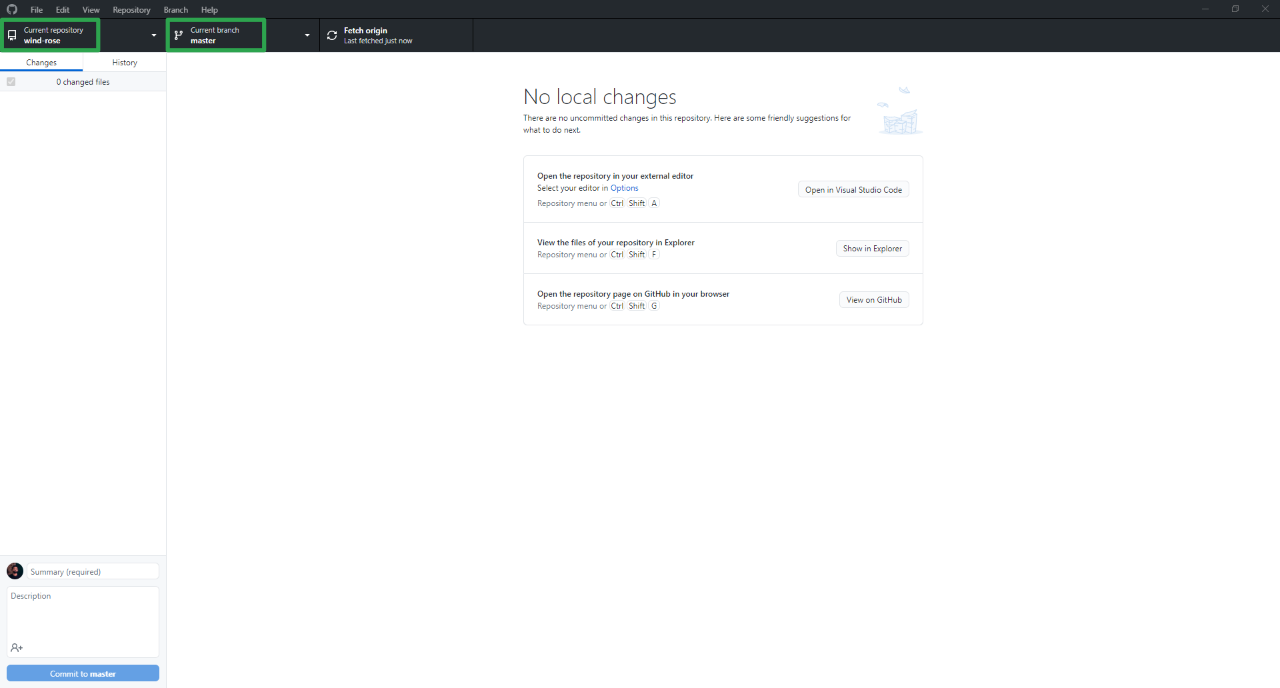 File Edit View Repository Branch Help
Current repository
wind-rose
Current branch
master
Fetch origin
Last fetched just now
Changes History
0 changed files
No local changes
There are no uncommitted changes in this repository. Here are some friendly suggestions for
what to do next.
Open the repository in your external editor
Select your editor in Options
Repository menu or Ctrl Shift A
Open in Visual Studio Code
View the files of your repository in Explorer
Repository menu or Ctrl Shift F
Show in Explorer
Open the repository page on GitHub in your browser
Repository menu or Ctrl Shift G
View on GitHub
Summary (required)
Description
Commit to master